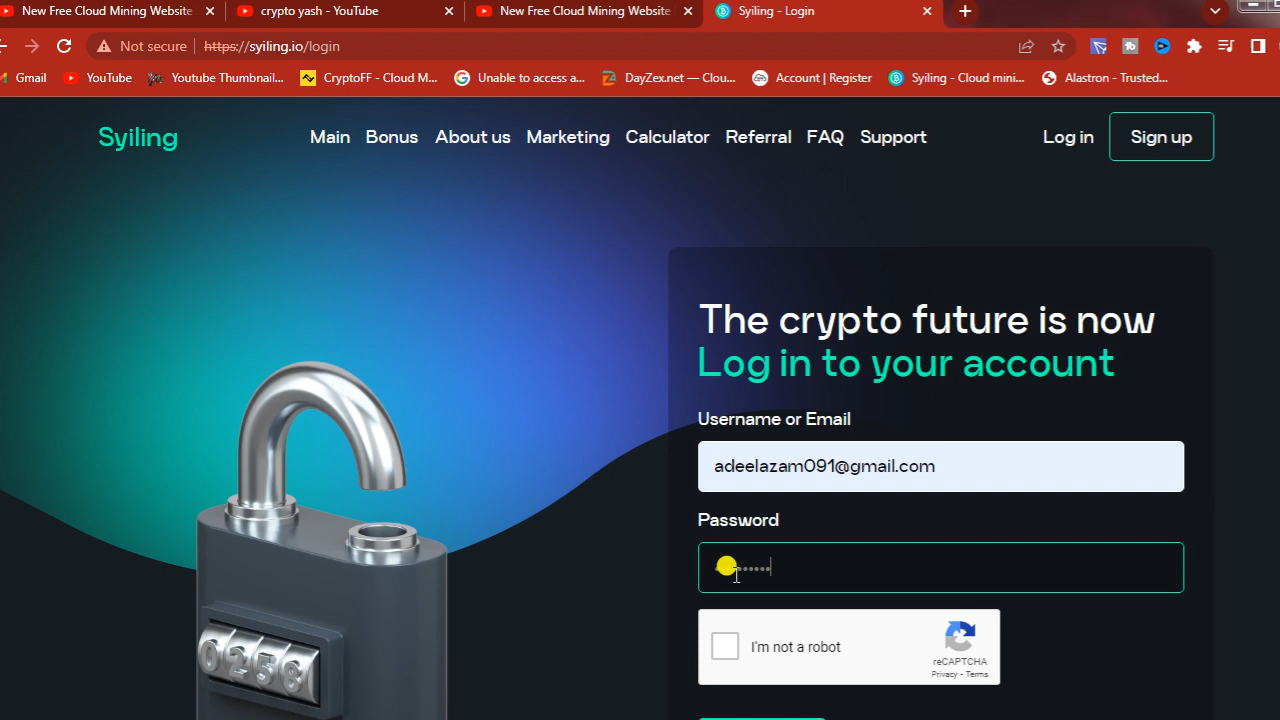 New Free Cloud Mining Website
crypto yash - YouTube
New Free Cloud Mining Website
Syiling - Login
Not secure
https://syiling.io/login
Gmail
YouTube
Youtube Thumbnail...
CryptoFF - Cloud M...
Unable to access a...
DayZex.net — Clou...
Account | Register
Syiling - Cloud mini...
Alastron - Trusted...
Syiling
Main
Bonus
About us
Marketing
Calculator
Referral
FAQ
Support
Log in
Sign up
The crypto future is now
Log in to your account
Username or Email
adeelazam091@gmail.com
Password
I'm not a robot
reCAPTCHA
Privacy - Terms
0258